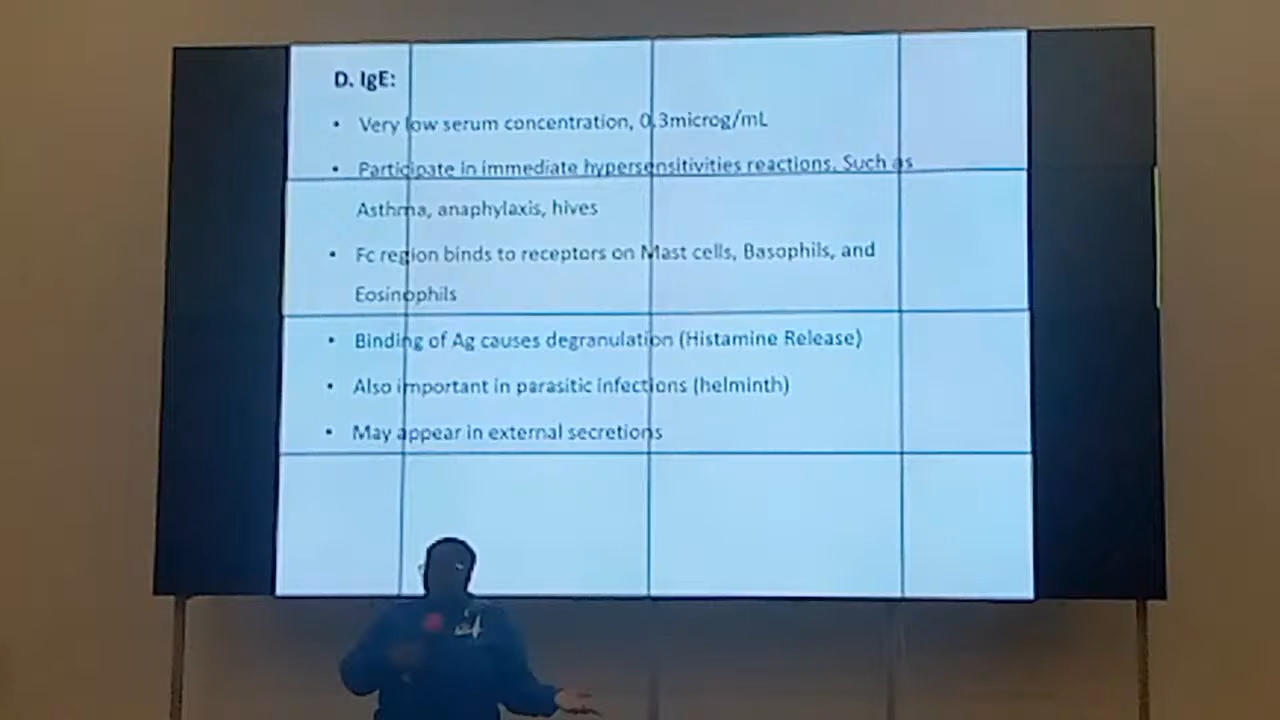 D. IgE:
• Very low serum concentration, 0.3microg/mL
• Participate in immediate hypersensitivities reactions. Such as
Asthma, anaphylaxis, hives
• Fc region binds to receptors on Mast cells, Basophils, and
Eosinophils
• Binding of Ag causes degranulation (Histamine Release)
• Also important in parasitic infections (helminth)
• May appear in external secretions